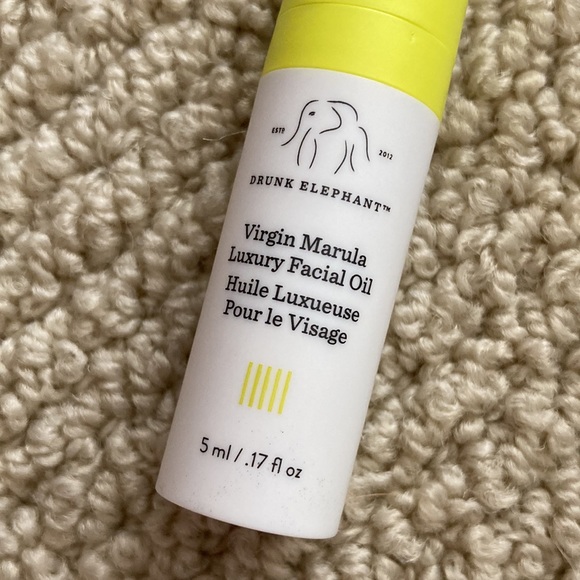 ESTD 2012
DRUNK ELEPHANT™
Virgin Marula
Luxury Facial Oil
Huile Luxueuse
Pour le Visage
5 ml / .17 fl oz